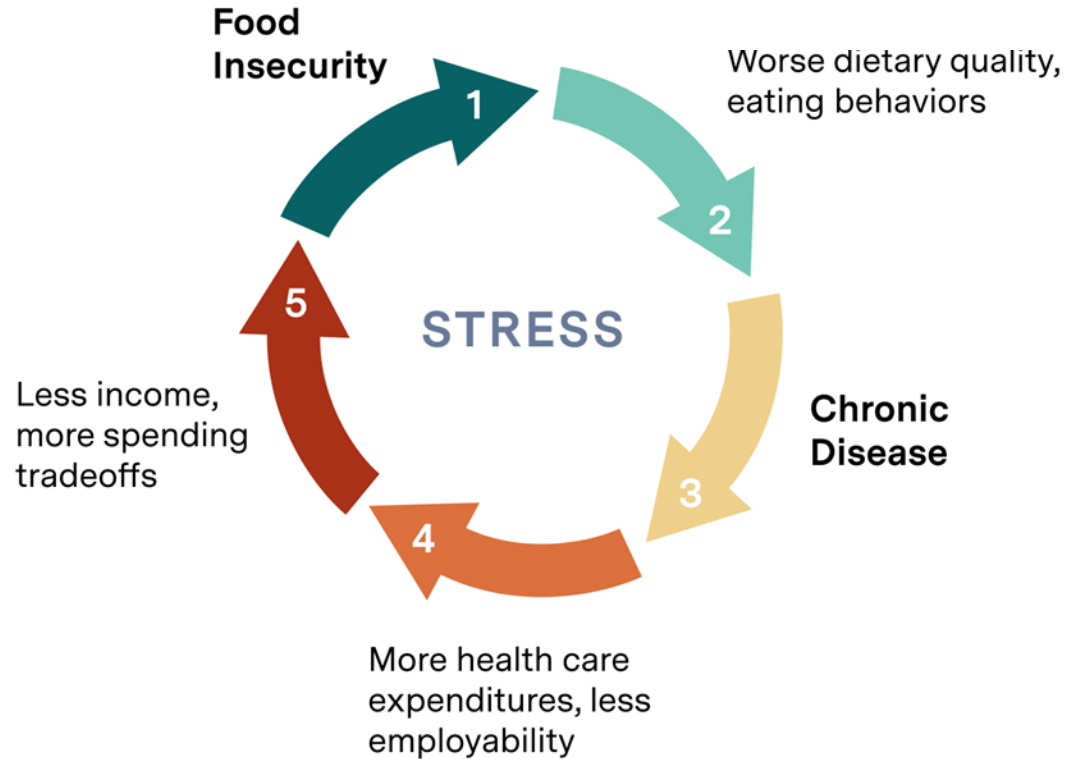 Food
Insecurity
1
Worse dietary quality,
eating behaviors
2
STRESS
Chronic
Disease
3
More health care
expenditures, less
employability
4
Less income,
more spending
tradeoffs
5